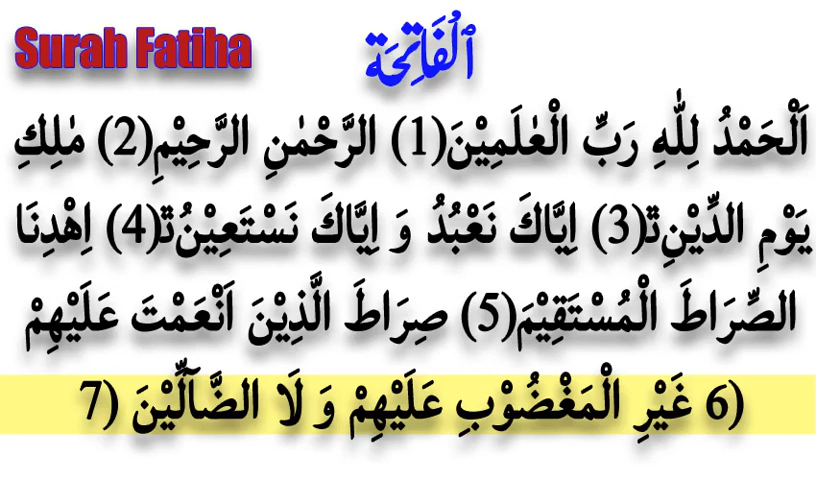 Surah Fatiha
ٱلْفَاتِحَة
اَلْحَمْدُ لِلّٰهِ رَبِّ الْعٰلَمِيْنَ(1) الرَّحْمٰنِ الرَّحِيْمِ(2) مٰلِكِ
يَوْمِ الدِّيْنِؕ(3) اِيَّاكَ نَعْبُدُ وَ اِيَّاكَ نَسْتَعِيْنُؕ(4) اِهْدِنَا
الصِّرَاطَ الْمُسْتَقِيْمَ(5) صِرَاطَ الَّذِيْنَ اَنْعَمْتَ عَلَيْهِمْ
(6 غَيْرِ الْمَغْضُوْبِ عَلَيْهِمْ وَ لَا الضَّآلِّيْنَ (7